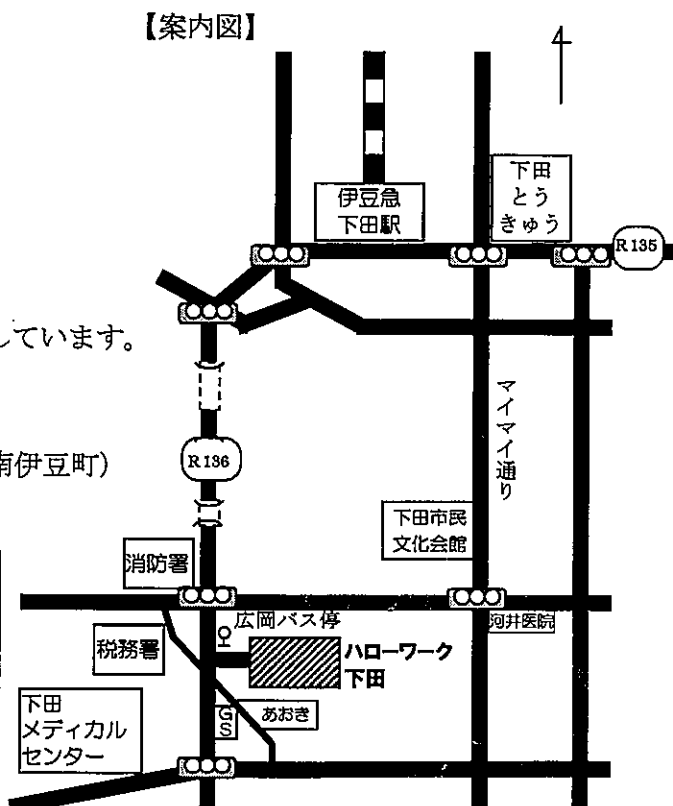 【案内図】
4
伊豆急
下田駅
下田
とう
きゅう
R135
しています。
マイマイ通り
南伊豆町)
R136
下田市民
文化会館
消防署
広岡バス停
河井医院
税務署
ハローワーク
下田
下田
メディカル
センター
GS
あおき